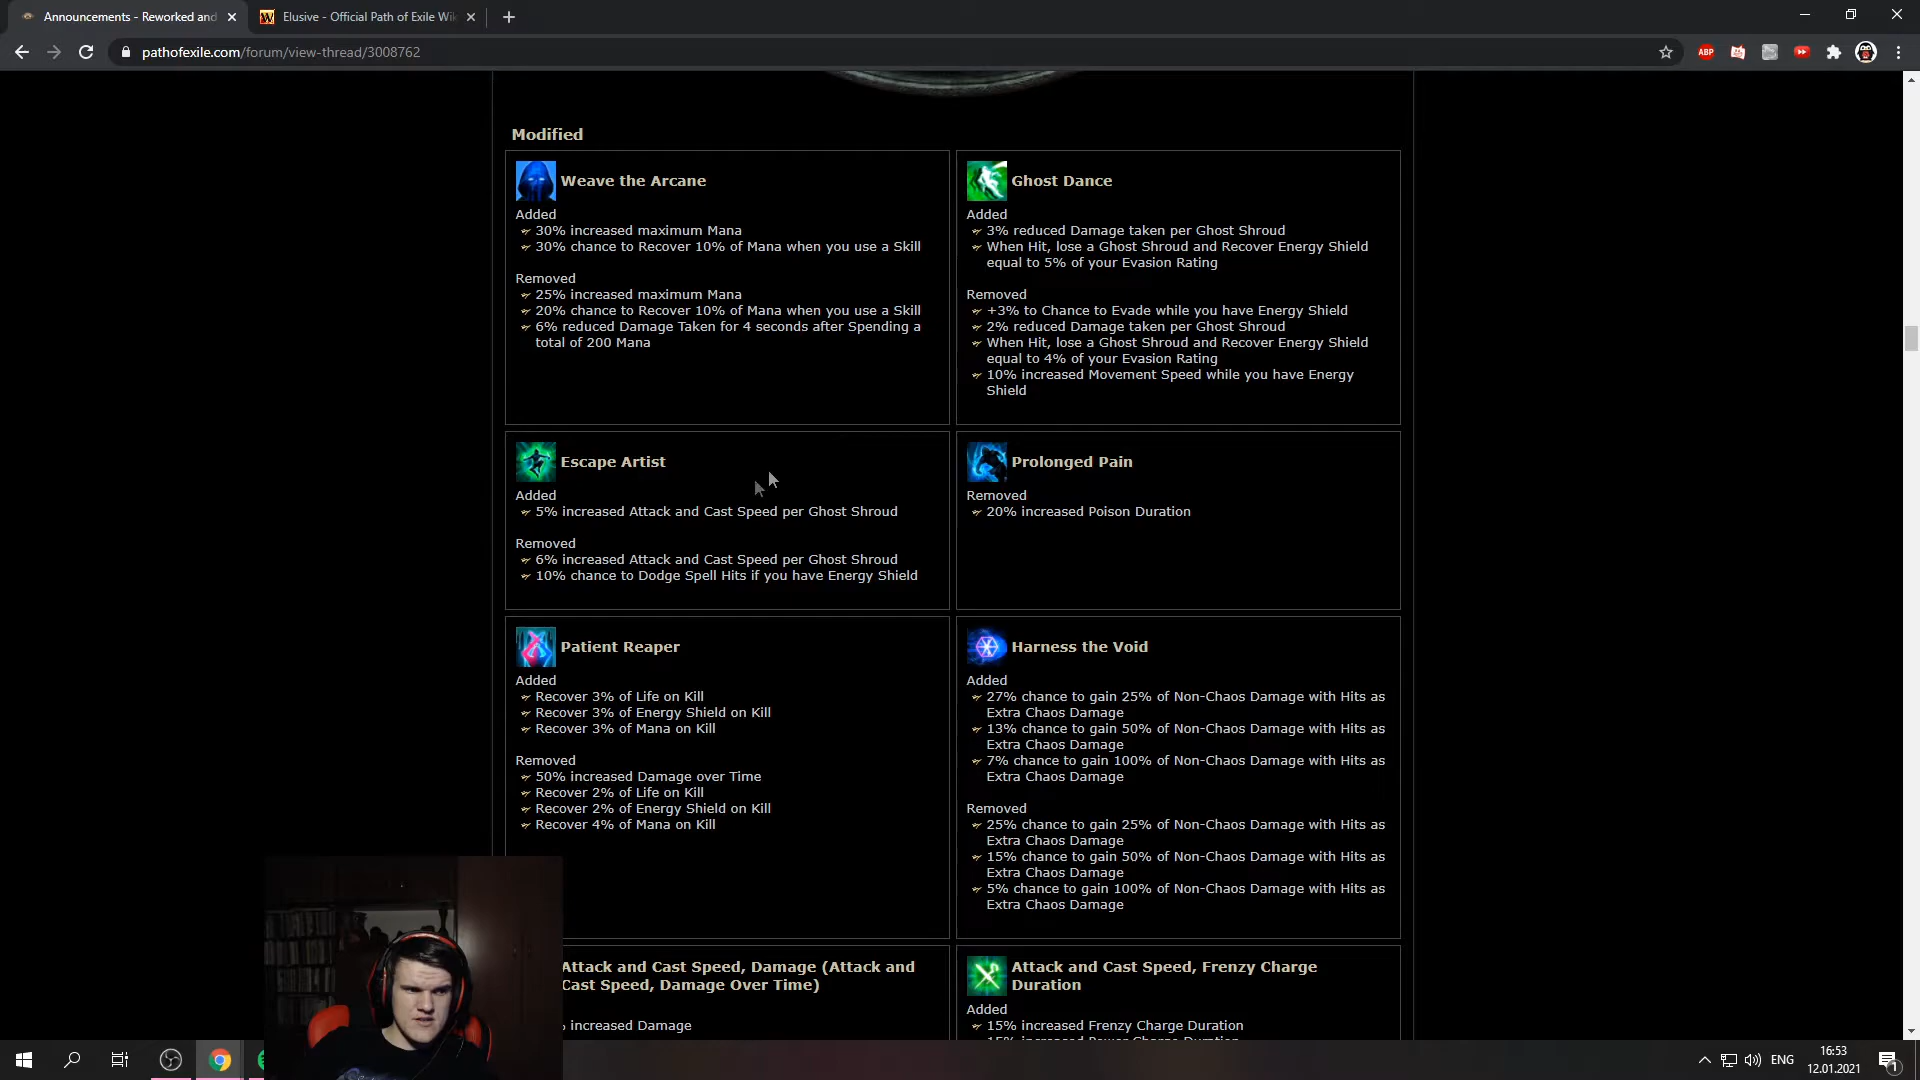 Announcements - Reworked and
Elusive - Official Path of Exile Wik
pathofexile.com/forum/view-thread/3008762
ABP
Modified
Weave the Arcane
Added
30% increased maximum Mana
30% chance to Recover 10% of Mana when you use a Skill
Removed
25% increased maximum Mana
20% chance to Recover 10% of Mana when you use a Skill
6% reduced Damage Taken for 4 seconds after Spending a
total of 200 Mana
Ghost Dance
Added
3% reduced Damage taken per Ghost Shroud
When Hit, lose a Ghost Shroud and Recover Energy Shield
equal to 5% of your Evasion Rating
Removed
+3% to Chance to Evade while you have Energy Shield
2% reduced Damage taken per Ghost Shroud
When Hit, lose a Ghost Shroud and Recover Energy Shield
equal to 4% of your Evasion Rating
10% increased Movement Speed while you have Energy
Shield
Escape Artist
Added
5% increased Attack and Cast Speed per Ghost Shroud
Removed
6% increased Attack and Cast Speed per Ghost Shroud
10% chance to Dodge Spell Hits if you have Energy Shield
Prolonged Pain
Removed
20% increased Poison Duration
Patient Reaper
Added
Recover 3% of Life on Kill
Recover 3% of Energy Shield on Kill
Recover 3% of Mana on Kill
Removed
50% increased Damage over Time
Recover 2% of Life on Kill
Recover 2% of Energy Shield on Kill
Recover 4% of Mana on Kill
Harness the Void
Added
27% chance to gain 25% of Non-Chaos Damage with Hits as
Extra Chaos Damage
13% chance to gain 50% of Non-Chaos Damage with Hits as
Extra Chaos Damage
7% chance to gain 100% of Non-Chaos Damage with Hits as
Extra Chaos Damage
Removed
25% chance to gain 25% of Non-Chaos Damage with Hits as
Extra Chaos Damage
15% chance to gain 50% of Non-Chaos Damage with Hits as
Extra Chaos Damage
5% chance to gain 100% of Non-Chaos Damage with Hits as
Extra Chaos Damage
Attack and Cast Speed, Damage (Attack and
Cast Speed, Damage Over Time)
increased Damage
Attack and Cast Speed, Frenzy Charge
Duration
Added
15% increased Frenzy Charge Duration
15% increased Power Charge Duration
ENG
16:53
12.01.2021
1